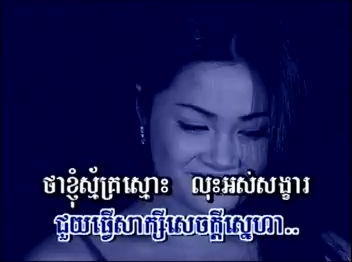 ថាខ្ញុំស្ម័គ្រស្មោះ លុះអស់សង្ខារ
ជួយធ្វើសាក្សីសេចក្ដីស្នេហា..